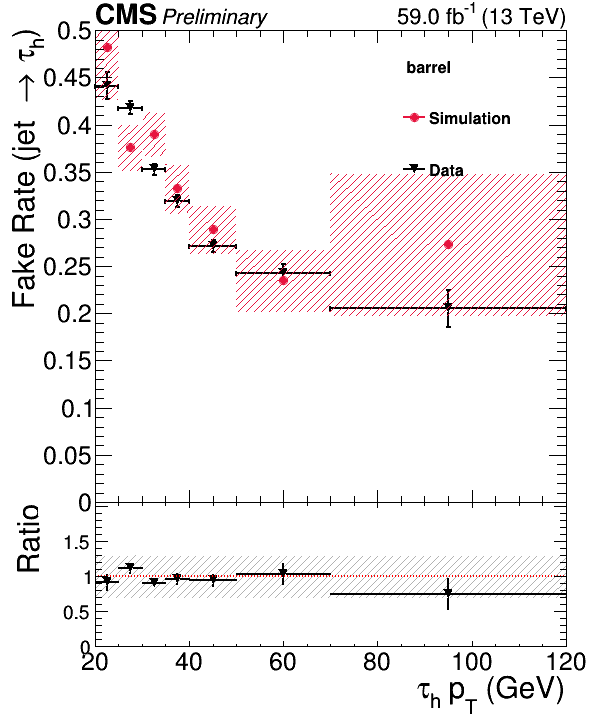 CMS Preliminary 59.0 fb⁻¹ (13 TeV)
Fake Rate (jet → τh)
0.5
0.45
0.4
0.35
0.3
0.25
0.2
0.15
0.1
0.05
0
barrel
Simulation
Data
Ratio
1.5
1
0.5
0
20 40 60 80 100 120
τh pT (GeV)